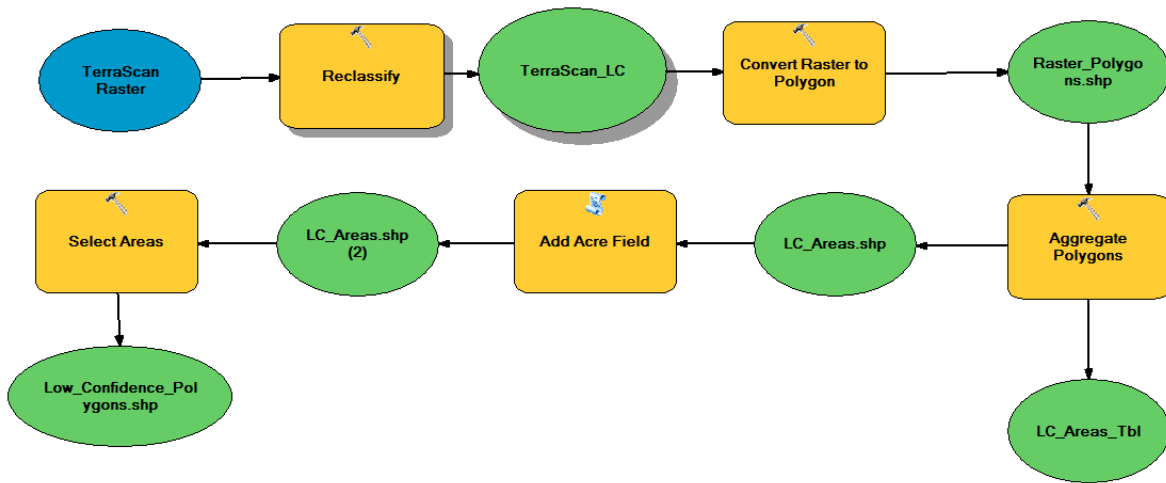 TerraScan
Raster
Reclassify
TerraScan_LC
Convert Raster to
Polygon
Raster_Polygo
ns.shp
Select Areas
LC_Areas.shp
(2)
Add Acre Field
LC_Areas.shp
Aggregate
Polygons
Low_Confidence_Pol
ygons.shp
LC_Areas_Tbl